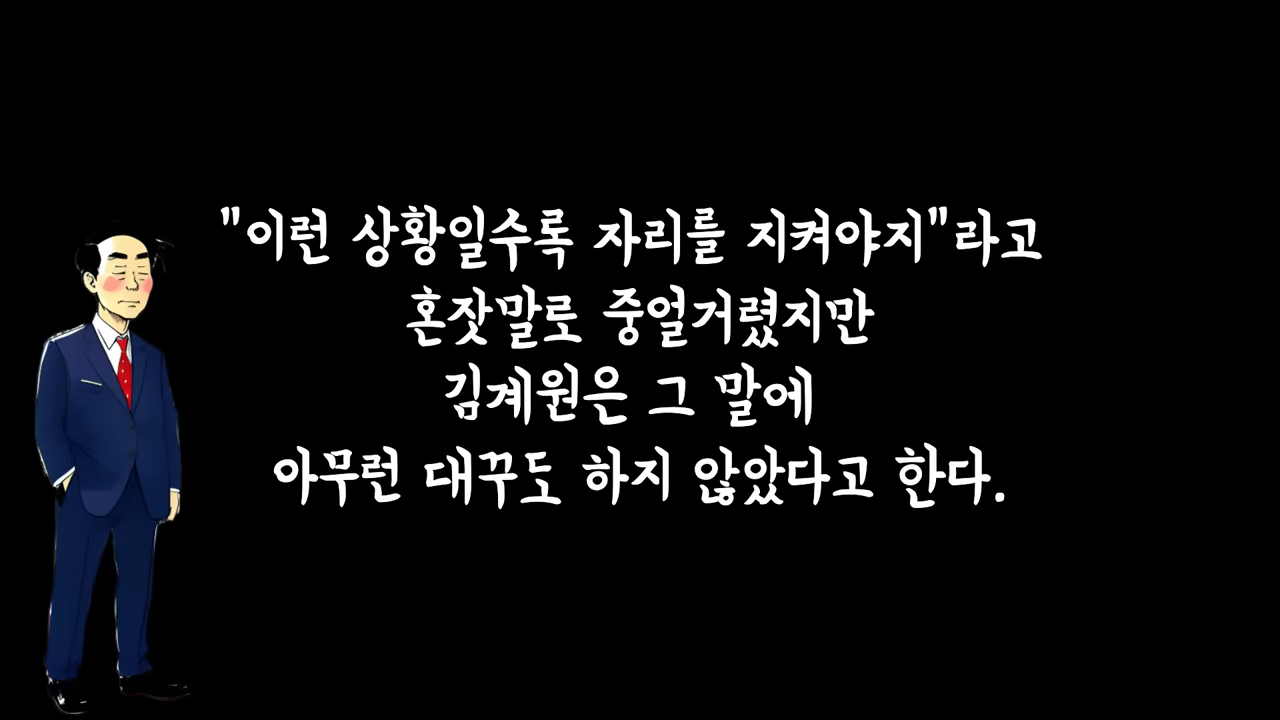 "이런 상황일수록 자리를 지켜야지"라고
혼잣말로 중얼거렸지만
김계원은 그 말에
아무런 대꾸도 하지 않았다고 한다.